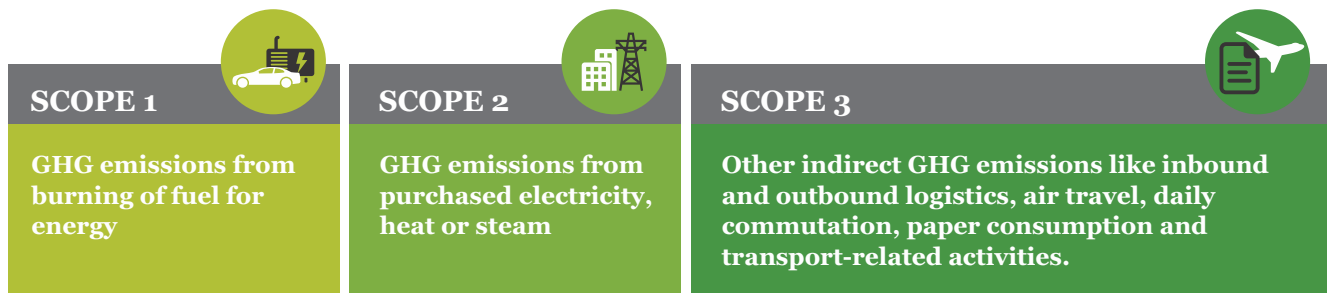 SCOPE 1
GHG emissions from
burning of fuel for
energy
SCOPE 2
GHG emissions from
purchased electricity,
heat or steam
SCOPE 3
Other indirect GHG emissions like inbound
and outbound logistics, air travel, daily
commutation, paper consumption and
transport-related activities.